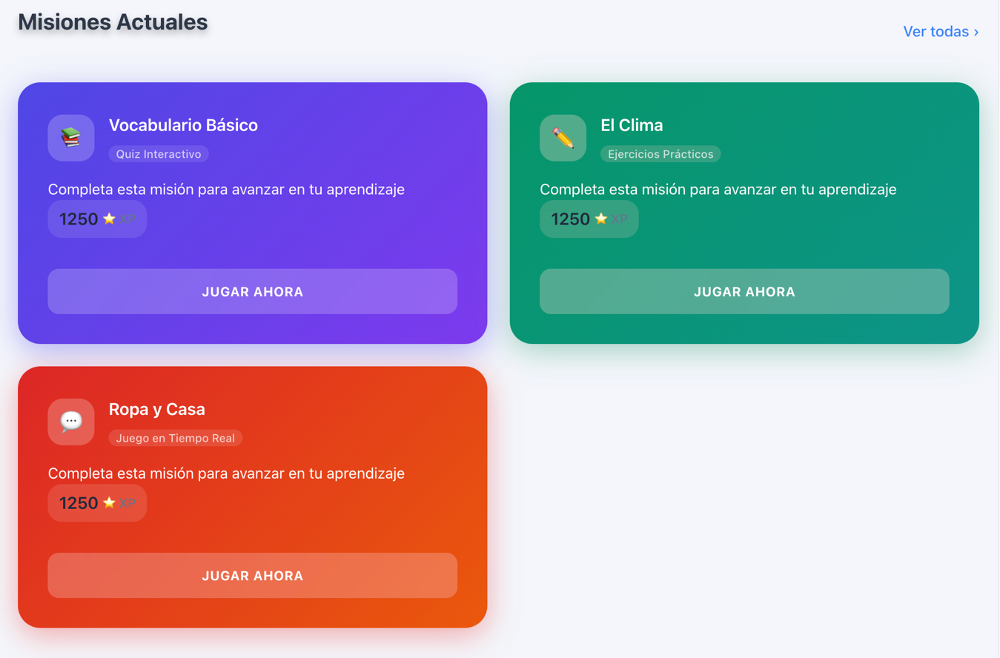 Misiones Actuales
Ver todas ›
Vocabulario Básico
Quiz Interactivo
Completa esta misión para avanzar en tu aprendizaje
1250 ⭐ XP
JUGAR AHORA
El Clima
Ejercicios Prácticos
Completa esta misión para avanzar en tu aprendizaje
1250 ⭐ XP
JUGAR AHORA
Ropa y Casa
Juego en Tiempo Real
Completa esta misión para avanzar en tu aprendizaje
1250 ⭐ XP
JUGAR AHORA